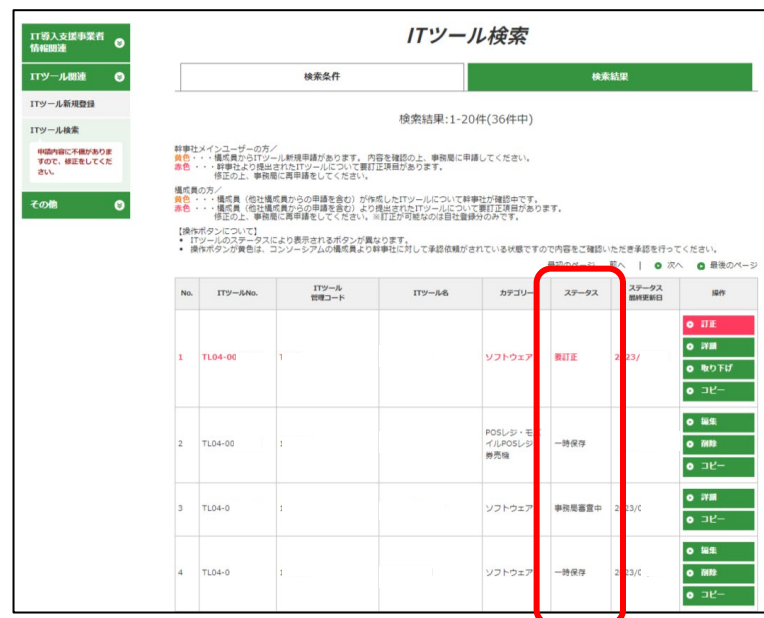 ITツール検索
IT導入支援事業者
情報関連
ITツール関連
ITツール新規登録
ITツール検索
申請内容に不備がありま
すので、修正をしてくだ
さい。
その他
検索条件
検索結果
検索結果:1-20件(36件中)
幹事社メインユーザーの方／
黄色・・・構成員からITツール新規申請があります。 内容を確認の上、事務局に申請してください。
赤色・・・幹事社より提出されたITツールについて要訂正項目があります。
修正の上、事務局に再申請をしてください。
構成員の方／
黄色・・・構成員（他社構成員からの申請を含む）が作成したITツールについて幹事社が確認中です。
赤色・・・構成員（他社構成員からの申請を含む）より提出されたITツールについて要訂正項目があります。
修正の上、事務局に再申請をしてください。※訂正が可能なのは自社登録分のみです。
【操作ボタンについて】
• ITツールのステータスにより表示されるボタンが異なります。
• 操作ボタンが黄色は、コンソーシアムの構成員より幹事社に対して承認依頼がされている状態ですので内容をご確認いただき承認を行ってください。
最初のページ 前へ | 次へ 最後のページ
No. ITツールNo. ITツール管理コード ITツール名 カテゴリー ステータス ステータス最終更新日 操作
1 TL04-00 1 ソフトウェア 要訂正 2023/
訂正
詳細
取り下げ
コピー
2 TL04-00 1 POSレジ・モバイルPOSレジ・券売機 一時保存
編集
削除
コピー
3 TL04-0 1 ソフトウェア 事務局審査中 2023/0
詳細
コピー
4 TL04-0 1 ソフトウェア 一時保存 2023/0
編集
削除
コピー